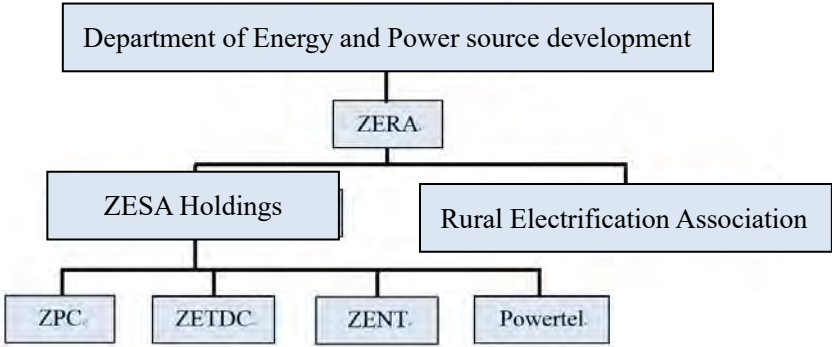 Department of Energy and Power source development
ZERA
ZESA Holdings
Rural Electrification Association
ZPC
ZETDC
ZENT
Powertel